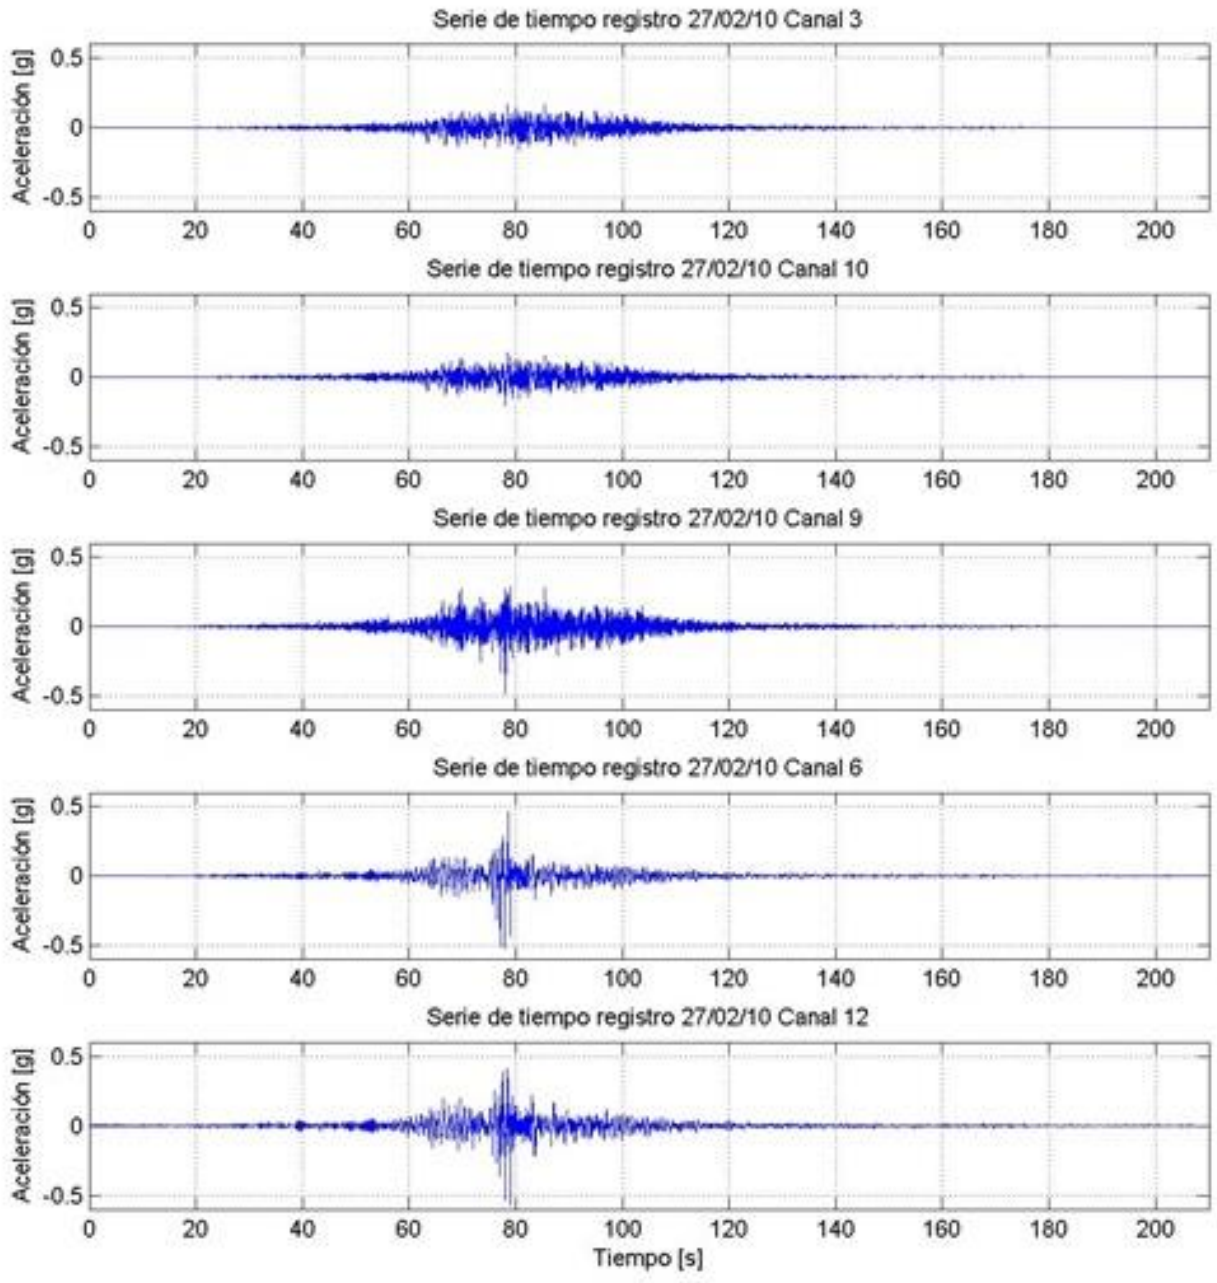 Serie de tiempo registro 27/02/10 Canal 3
Aceleración [g]
0.5
0
-0.5
0 20 40 60 80 100 120 140 160 180 200
Serie de tiempo registro 27/02/10 Canal 10
Aceleración [g]
0.5
0
-0.5
0 20 40 60 80 100 120 140 160 180 200
Serie de tiempo registro 27/02/10 Canal 9
Aceleración [g]
0.5
0
-0.5
0 20 40 60 80 100 120 140 160 180 200
Serie de tiempo registro 27/02/10 Canal 6
Aceleración [g]
0.5
0
-0.5
0 20 40 60 80 100 120 140 160 180 200
Serie de tiempo registro 27/02/10 Canal 12
Aceleración [g]
0.5
0
-0.5
0 20 40 60 80 100 120 140 160 180 200
Tiempo [s]